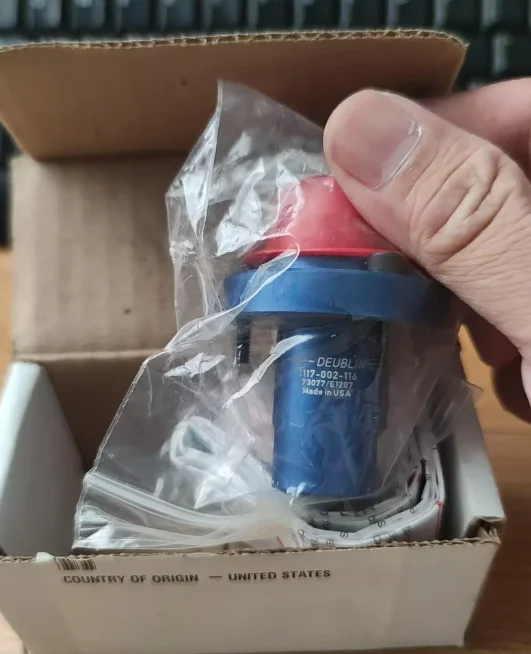 DEUBLIN
1117-002-116
73077/E1207
Made in USA
COUNTRY OF ORIGIN — UNITED STATES